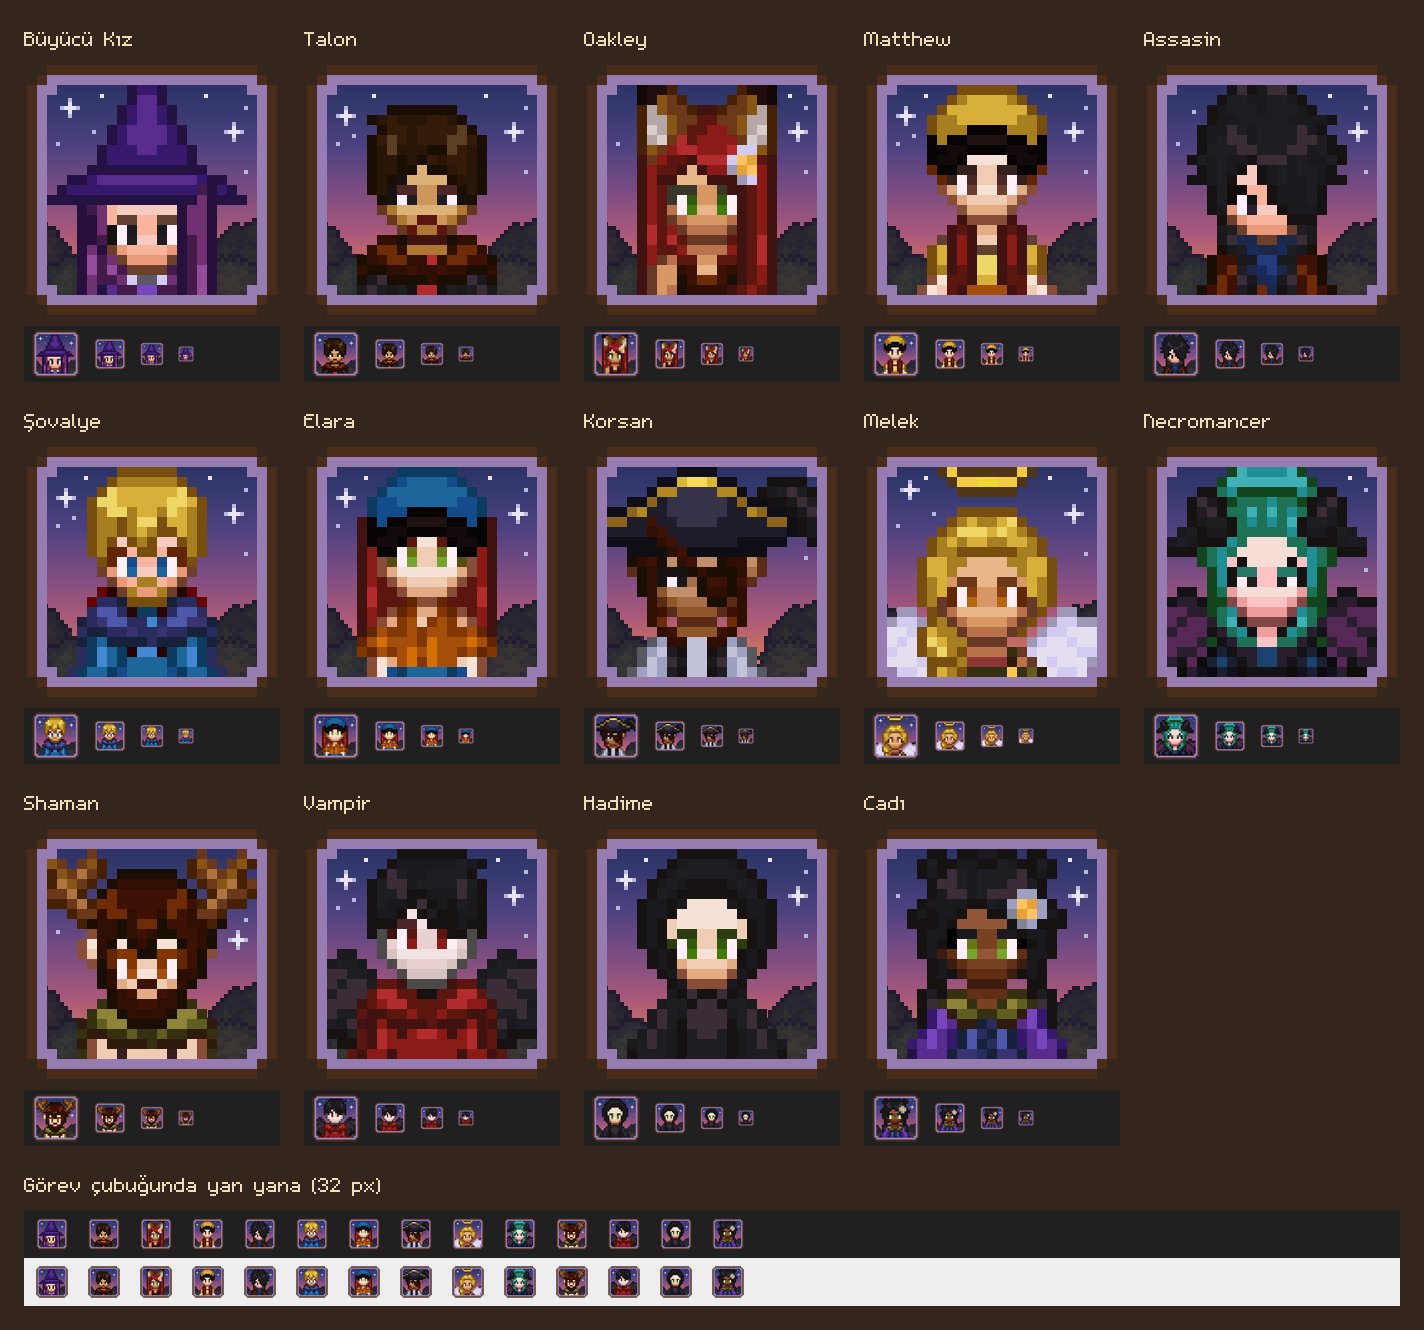 Büyücü Kız
Talon
Oakley
Matthew
Assasin
Şovalye
Elara
Korsan
Melek
Necromancer
Shaman
Vampir
Hadime
Cadı
Görev çubuğunda yan yana (32 px)